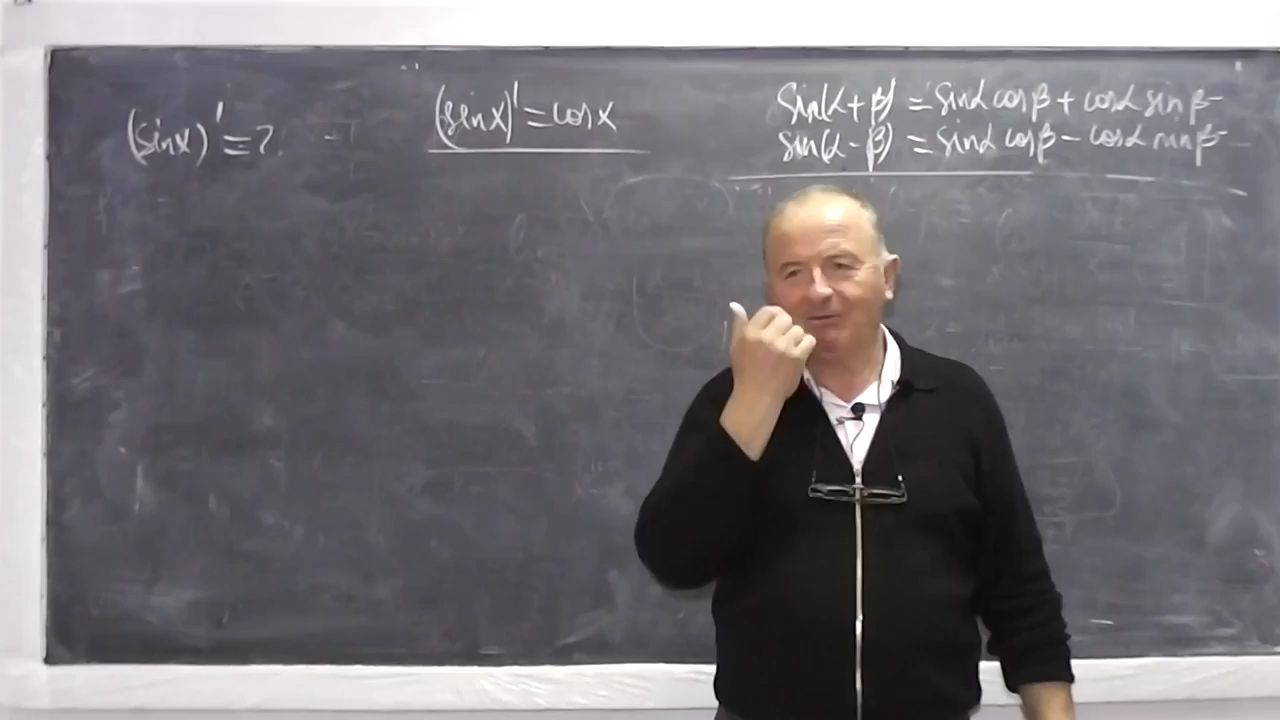 (sinx)' = ?
(sinx)' = cosx
sin(α+β) = sinα cosβ + cosα sinβ
sin(α-β) = sinα cosβ - cosα sinβ